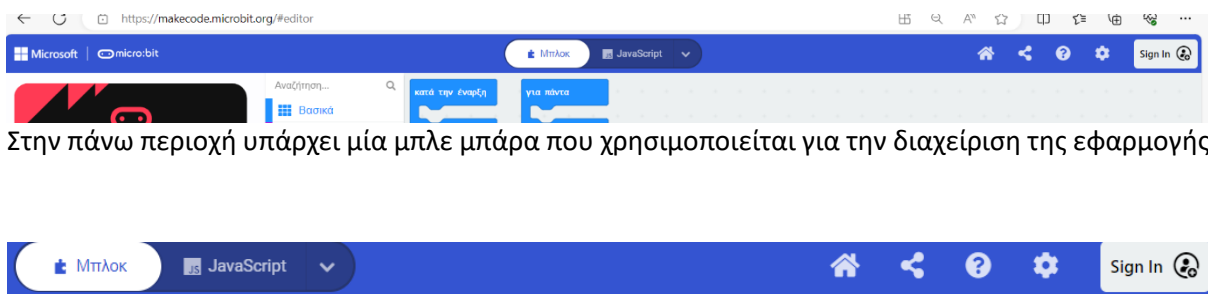 https://makecode.microbit.org/#editor
Microsoft | micro:bit Μπλοκ JavaScript Sign In
Αναζήτηση... κατά την έναρξη για πάντα
Βασικά
Στην πάνω περιοχή υπάρχει μία μπλε μπάρα που χρησιμοποιείται για την διαχείριση της εφαρμογής
Μπλοκ JS JavaScript Sign In